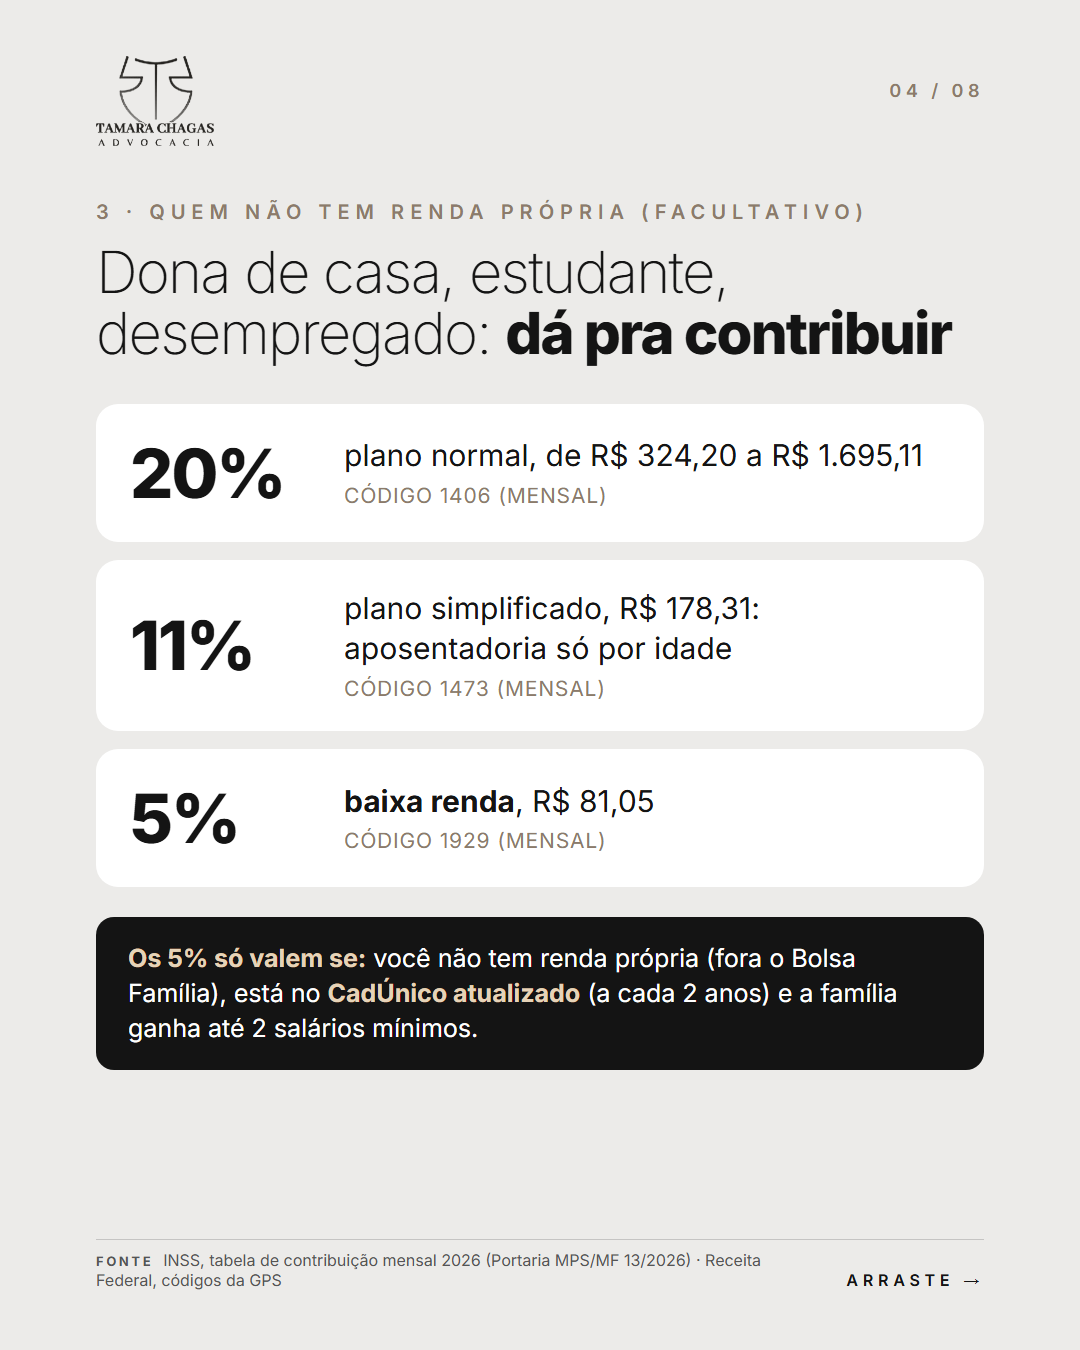 TAMARA CHAGAS
ADVOCACIA
04 / 08
3 · QUEM NÃO TEM RENDA PRÓPRIA (FACULTATIVO)
Dona de casa, estudante,
desempregado: dá pra contribuir
20%
plano normal, de R$ 324,20 a R$ 1.695,11
CÓDIGO 1406 (MENSAL)
11%
plano simplificado, R$ 178,31:
aposentadoria só por idade
CÓDIGO 1473 (MENSAL)
5%
baixa renda, R$ 81,05
CÓDIGO 1929 (MENSAL)
Os 5% só valem se: você não tem renda própria (fora o Bolsa
Família), está no CadÚnico atualizado (a cada 2 anos) e a família
ganha até 2 salários mínimos.
FONTE INSS, tabela de contribuição mensal 2026 (Portaria MPS/MF 13/2026) · Receita
Federal, códigos da GPS
ARRASTE →